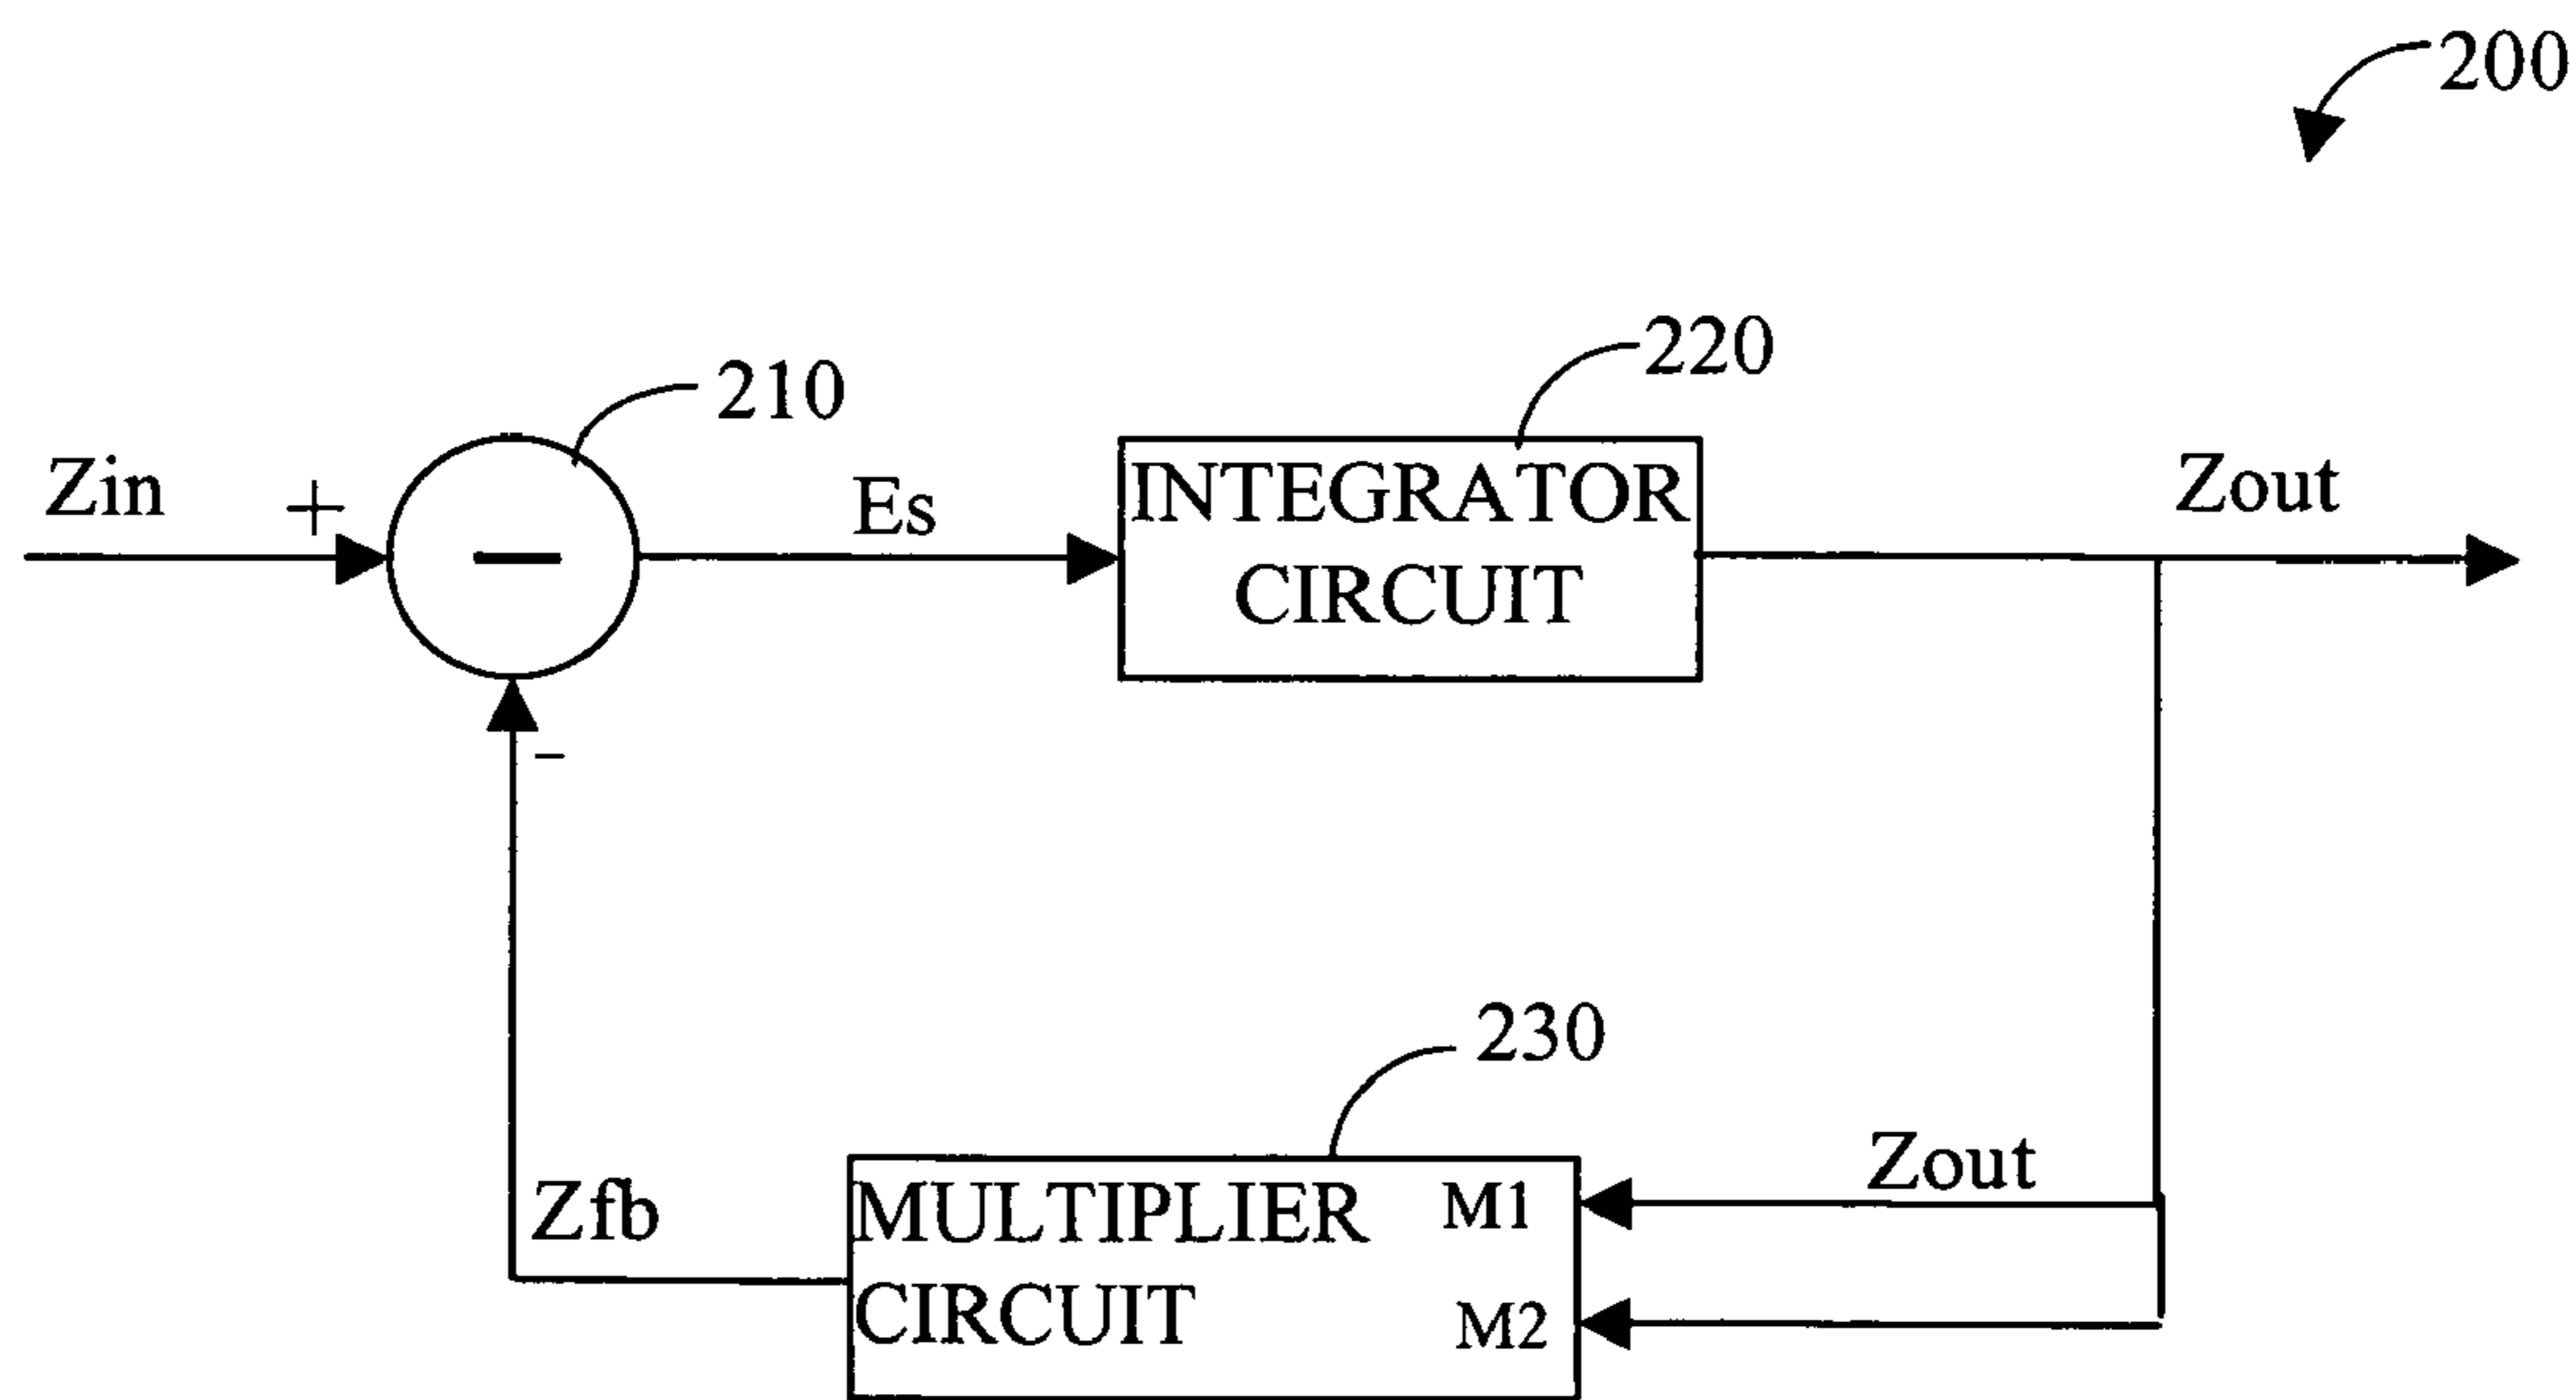 200
220
210
Zin
+
-
Es
INTEGRATOR
CIRCUIT
Zout
-
230
Zout
Zfb
MULTIPLIER
CIRCUIT
M1
M2